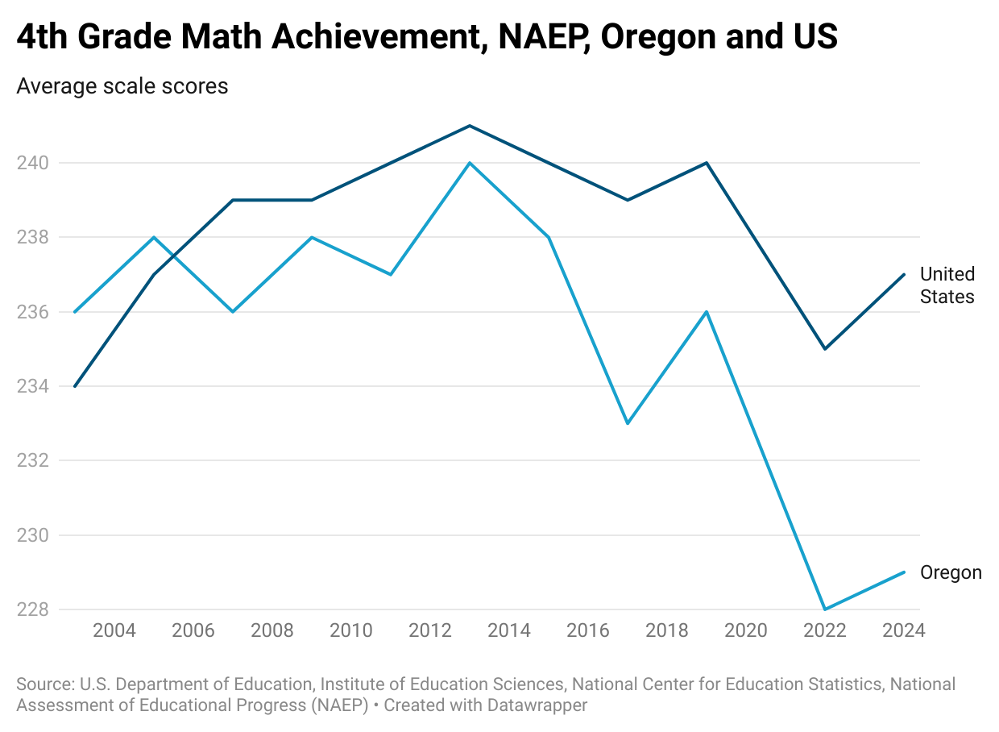 4th Grade Math Achievement, NAEP, Oregon and US
Average scale scores
240
238
236
234
232
230
228
United
States
Oregon
2004 2006 2008 2010 2012 2014 2016 2018 2020 2022 2024
Source: U.S. Department of Education, Institute of Education Sciences, National Center for Education Statistics, National
Assessment of Educational Progress (NAEP) • Created with Datawrapper